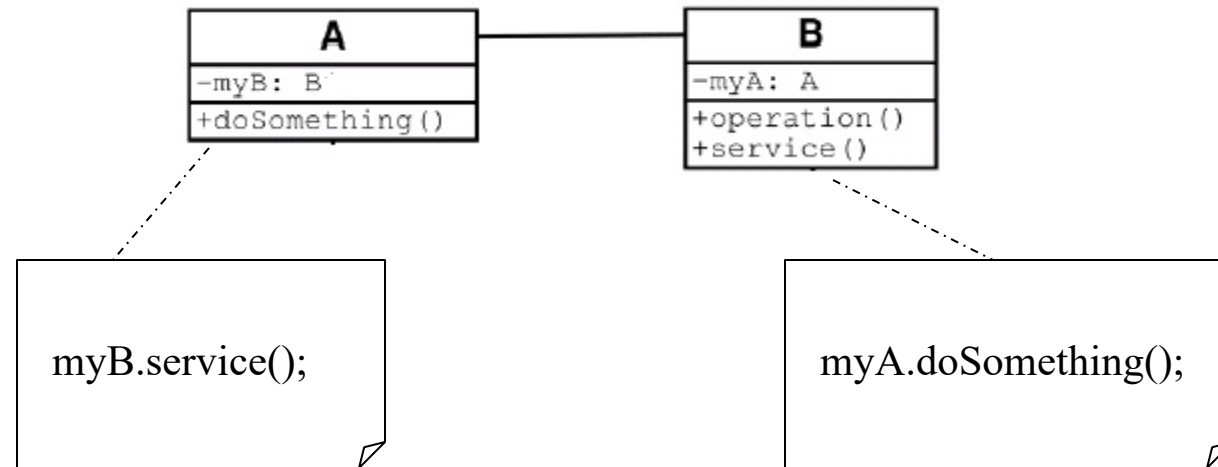 A
-myB: B
+doSomething()
B
-myA: A
+operation()
+service()
myB.service();
myA.doSomething();